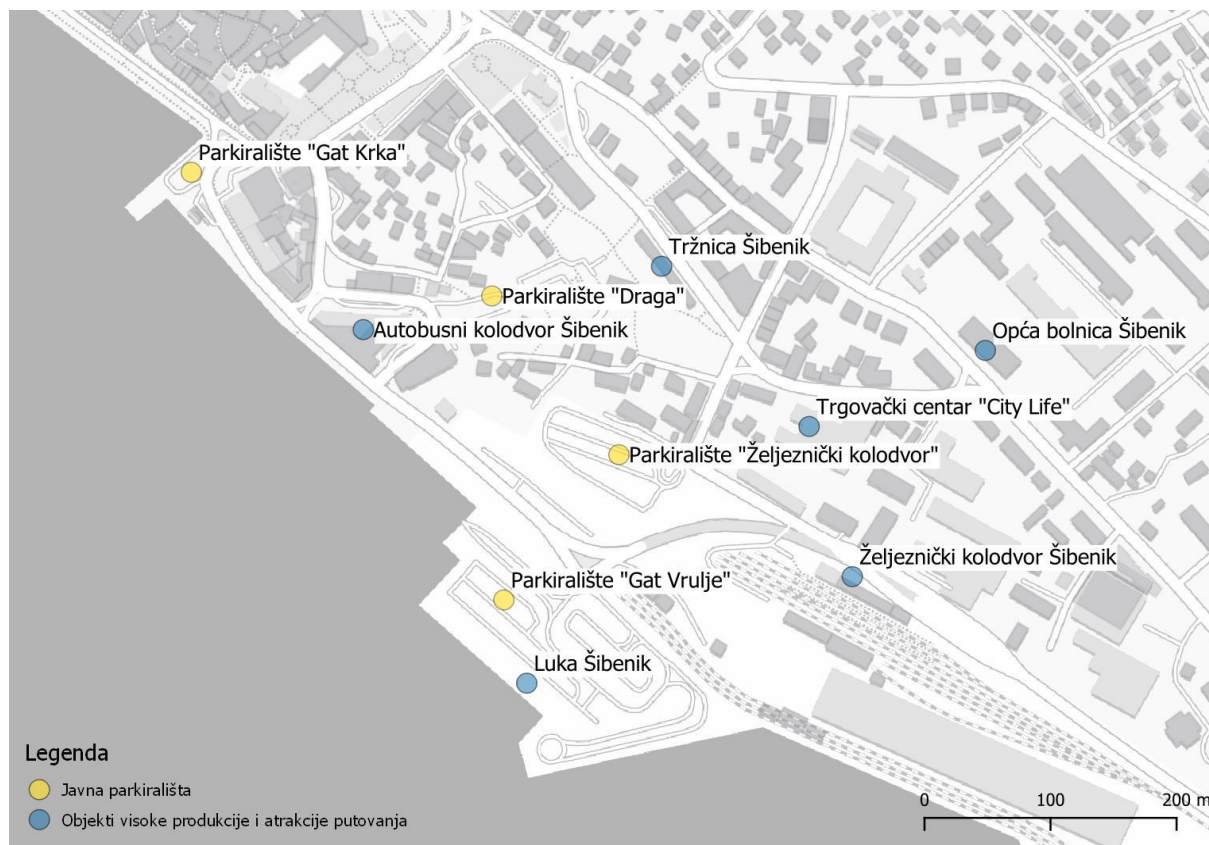 Parkiralište "Gat Krka"
Tržnica Šibenik
Parkiralište "Draga"
Autobusni kolodvor Šibenik
Opća bolnica Šibenik
Trgovački centar "City Life"
Parkiralište "Željeznički kolodvor"
Željeznički kolodvor Šibenik
Parkiralište "Gat Vrulje"
Luka Šibenik
Legenda
Javna parkirališta
Objekti visoke produkcije i atrakcije putovanja
0 100 200 m